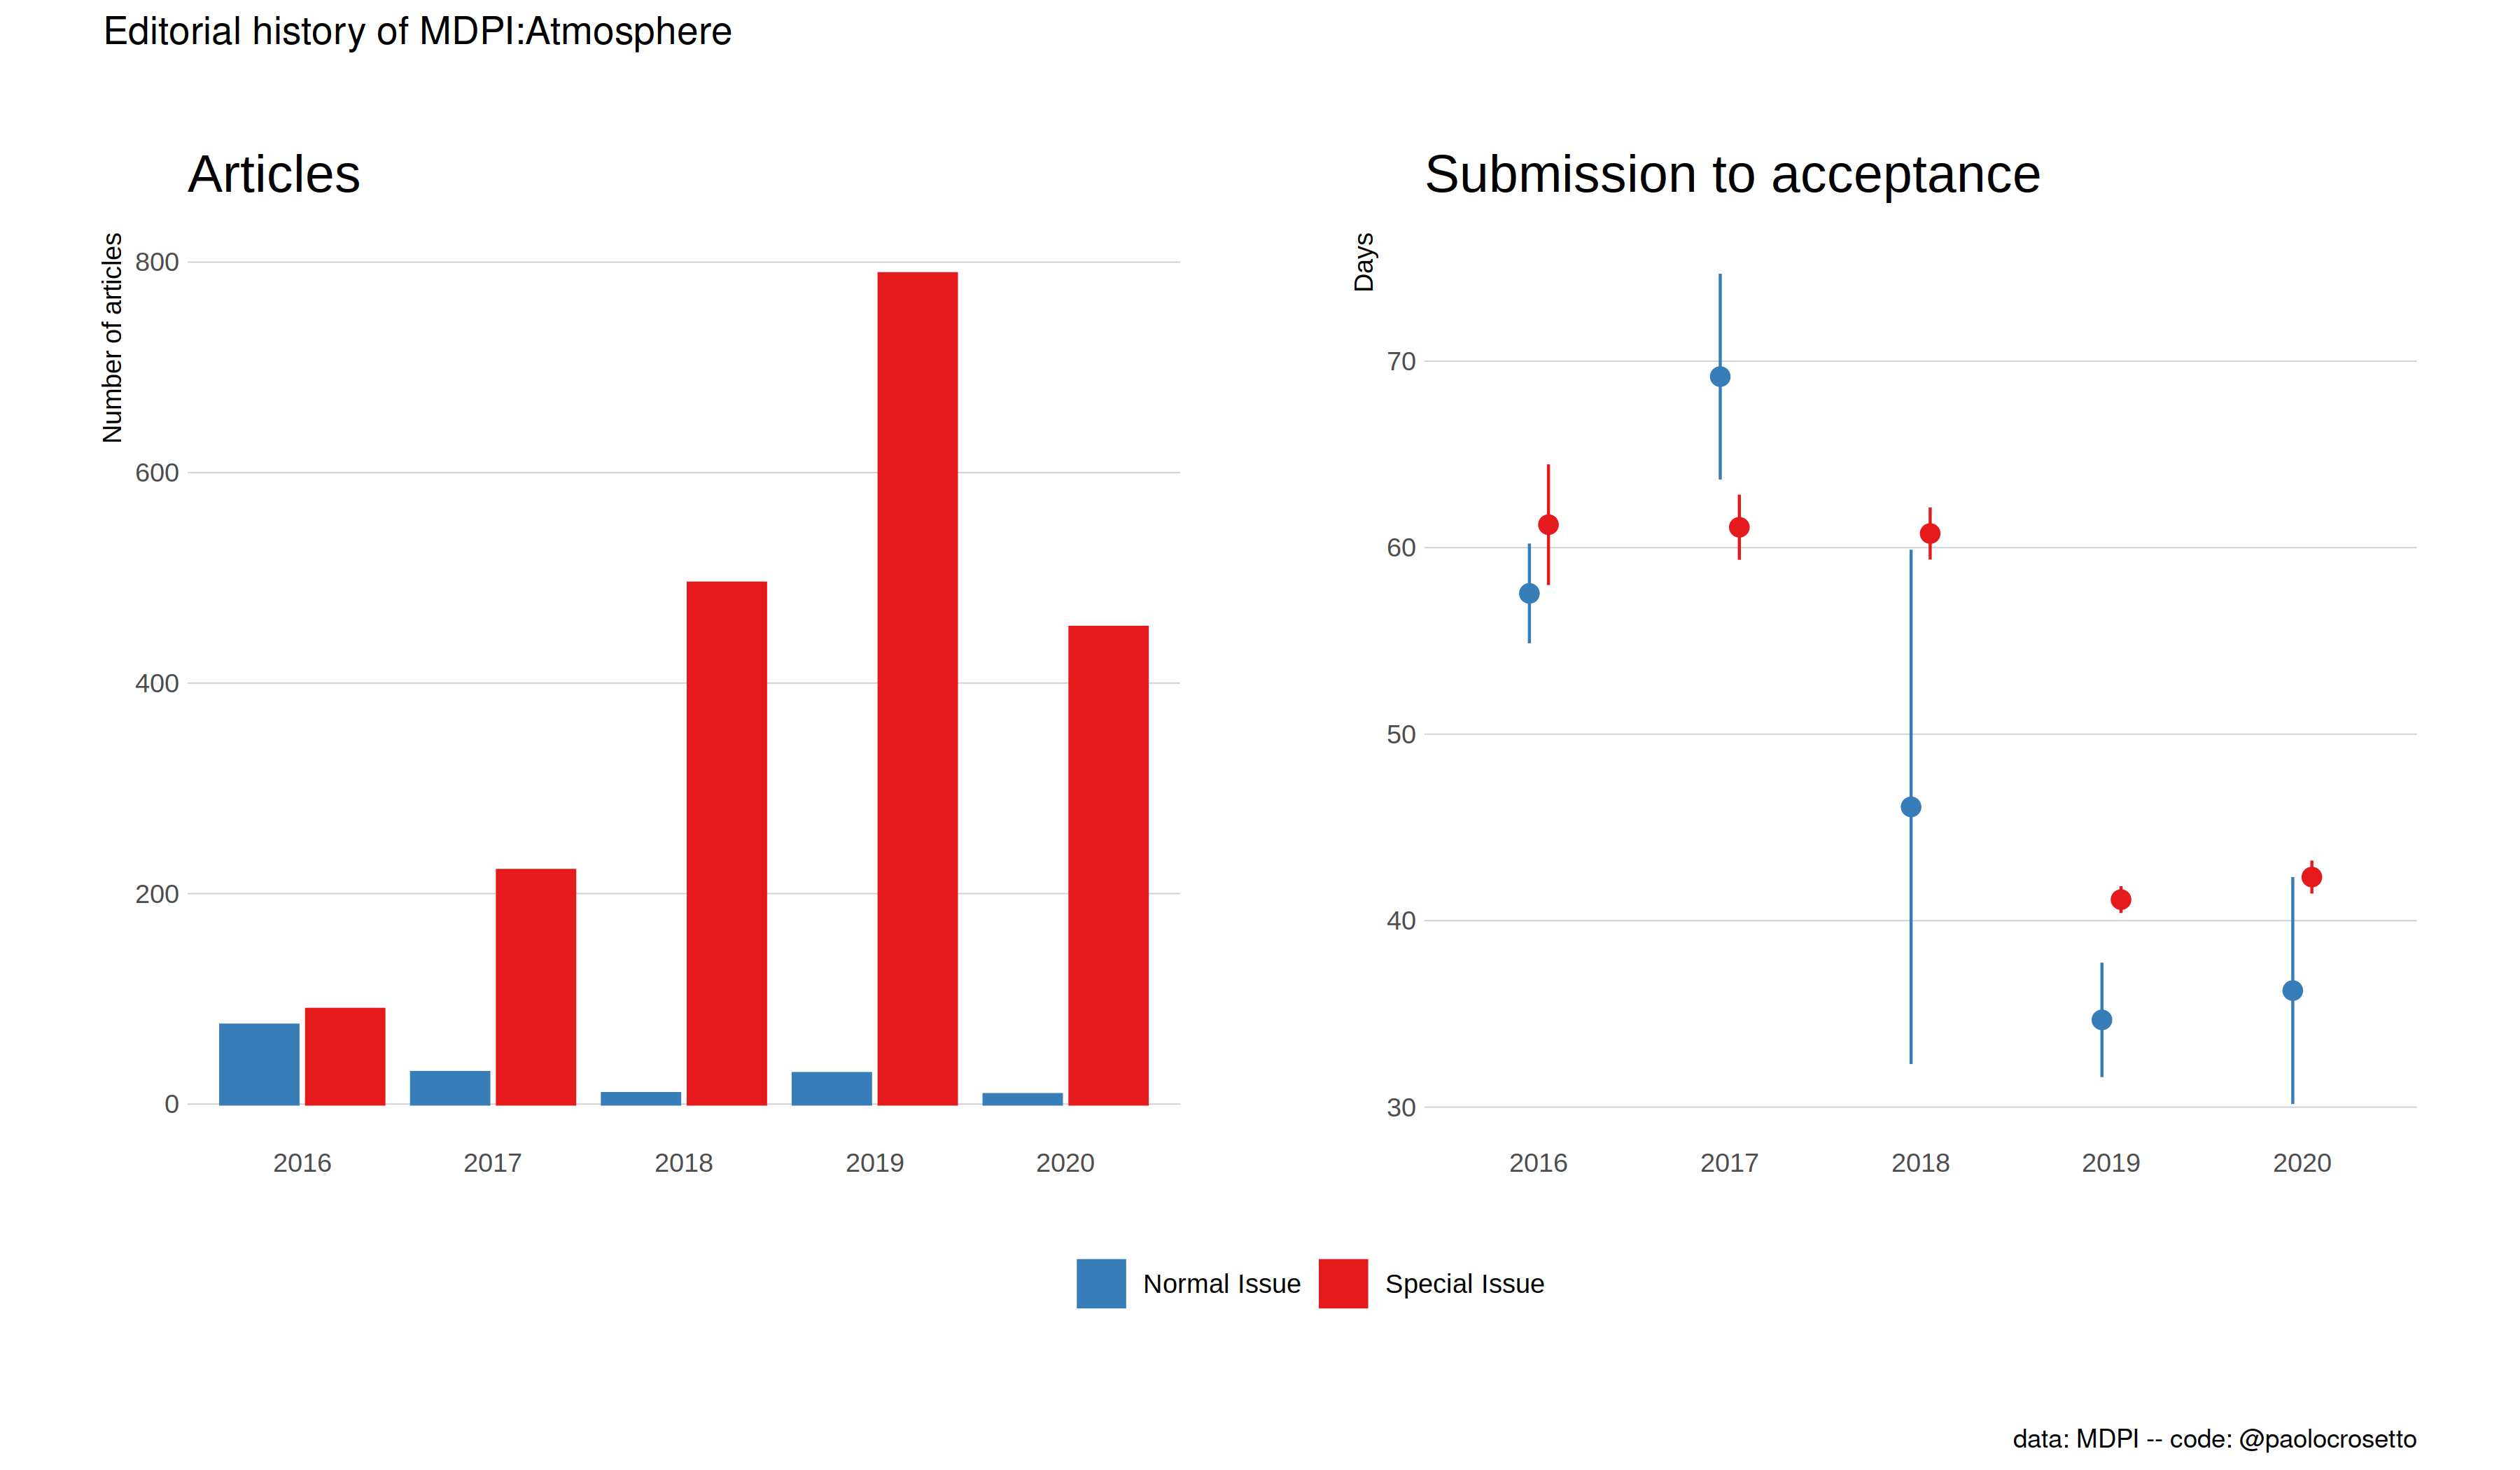 Editorial history of MDPI:Atmosphere
Articles
Number of articles
800
600
400
200
0
2016 2017 2018 2019 2020
Submission to acceptance
Days
70
60
50
40
30
2016 2017 2018 2019 2020
Normal Issue Special Issue
data: MDPI -- code: @paolocrosetto